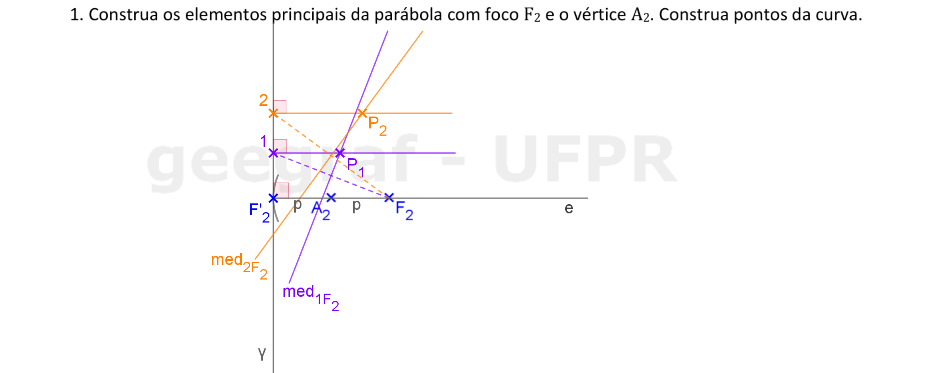 1. Construa os elementos principais da parábola com foco F₂ e o vértice A₂. Construa pontos da curva.
2
P₂
1
geegraf - UFPR
P₁
F'₂ p A₂ p F₂ e
med₂F₂
med₁F₂
γ